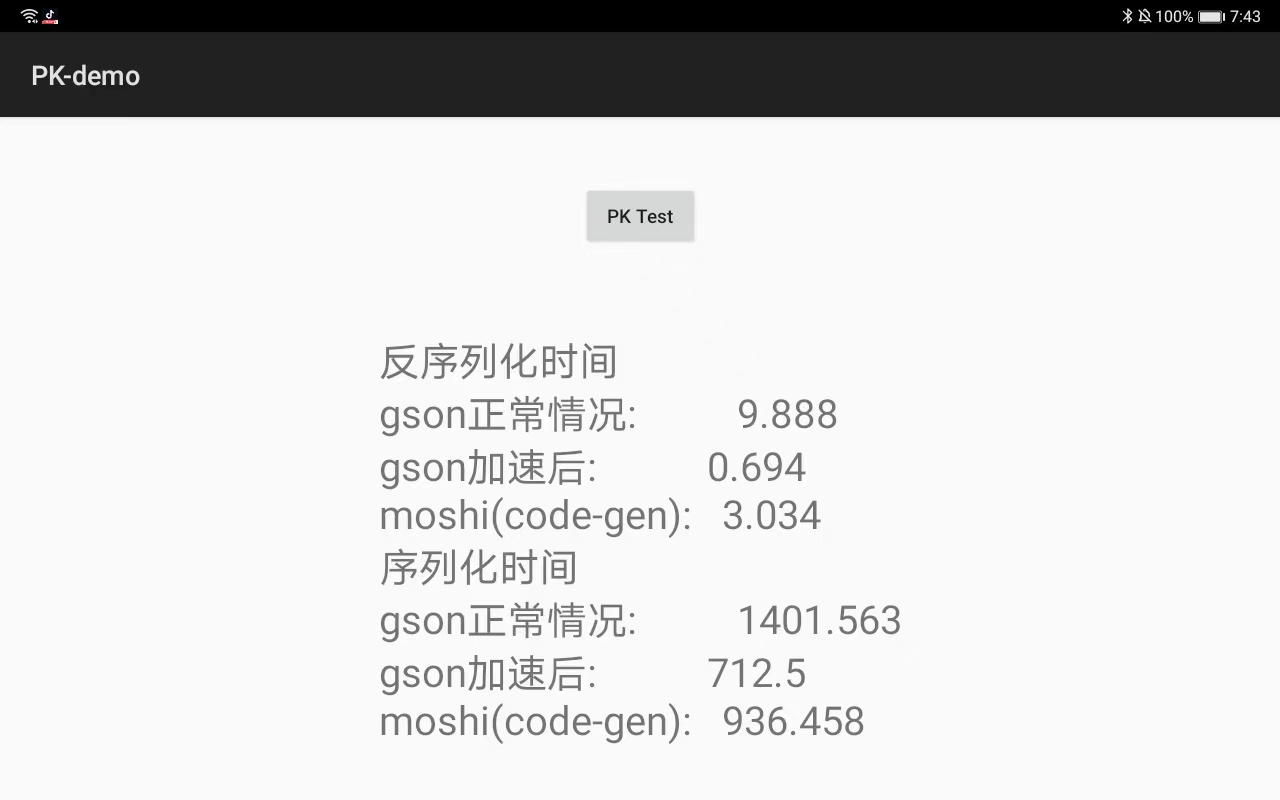 100% 7:43
PK-demo
PK Test
反序列化时间
gson正常情况: 9.888
gson加速后: 0.694
moshi(code-gen): 3.034
序列化时间
gson正常情况: 1401.563
gson加速后: 712.5
moshi(code-gen): 936.458